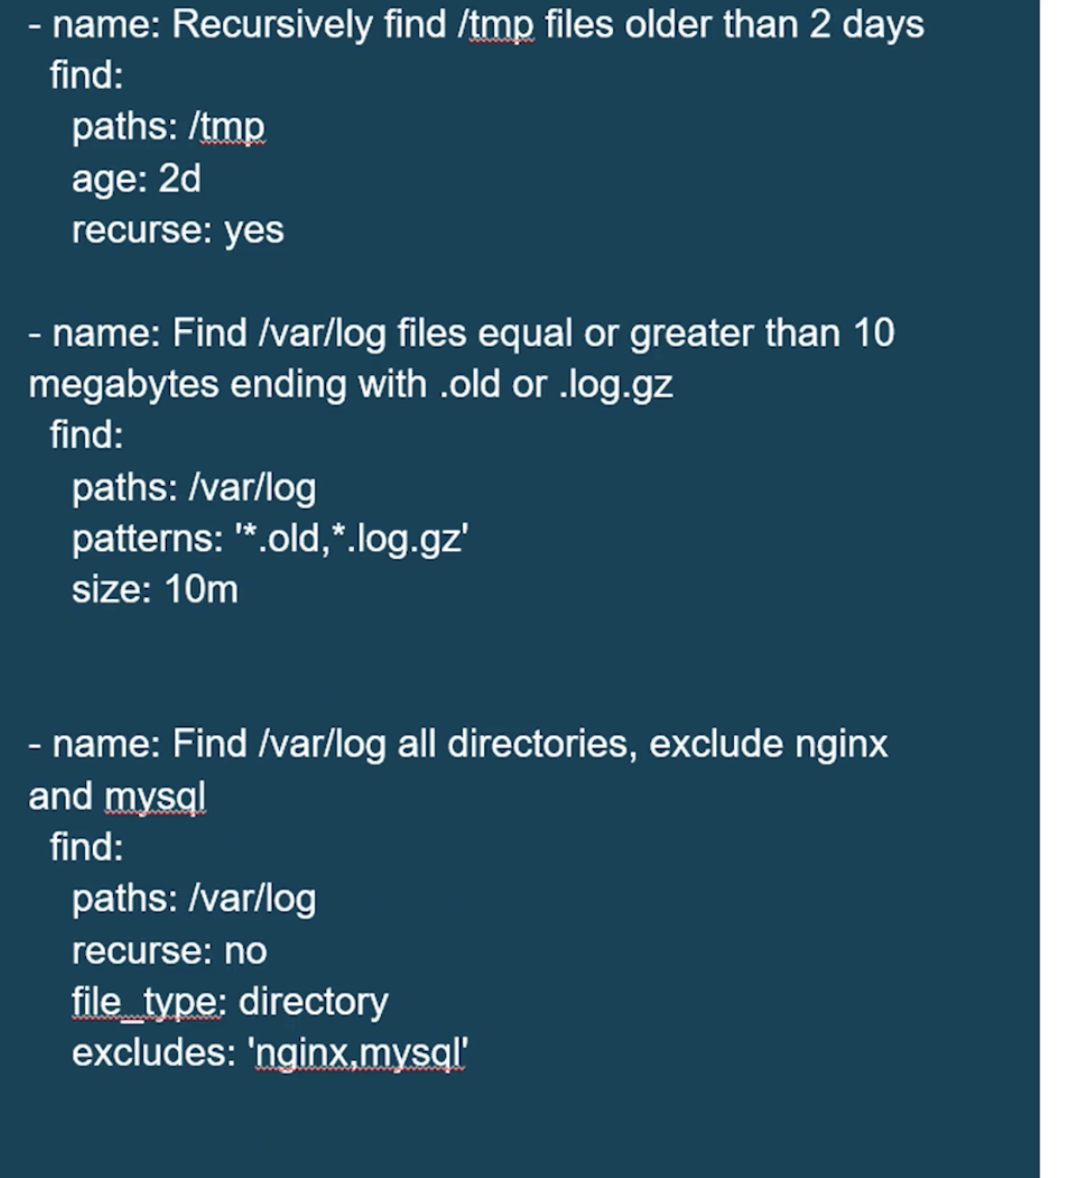 - name: Recursively find /tmp files older than 2 days
  find:
    paths: /tmp
    age: 2d
    recurse: yes

- name: Find /var/log files equal or greater than 10
megabytes ending with .old or .log.gz
  find:
    paths: /var/log
    patterns: '*.old,*.log.gz'
    size: 10m

- name: Find /var/log all directories, exclude nginx
and mysql
  find:
    paths: /var/log
    recurse: no
    file_type: directory
    excludes: 'nginx,mysql'